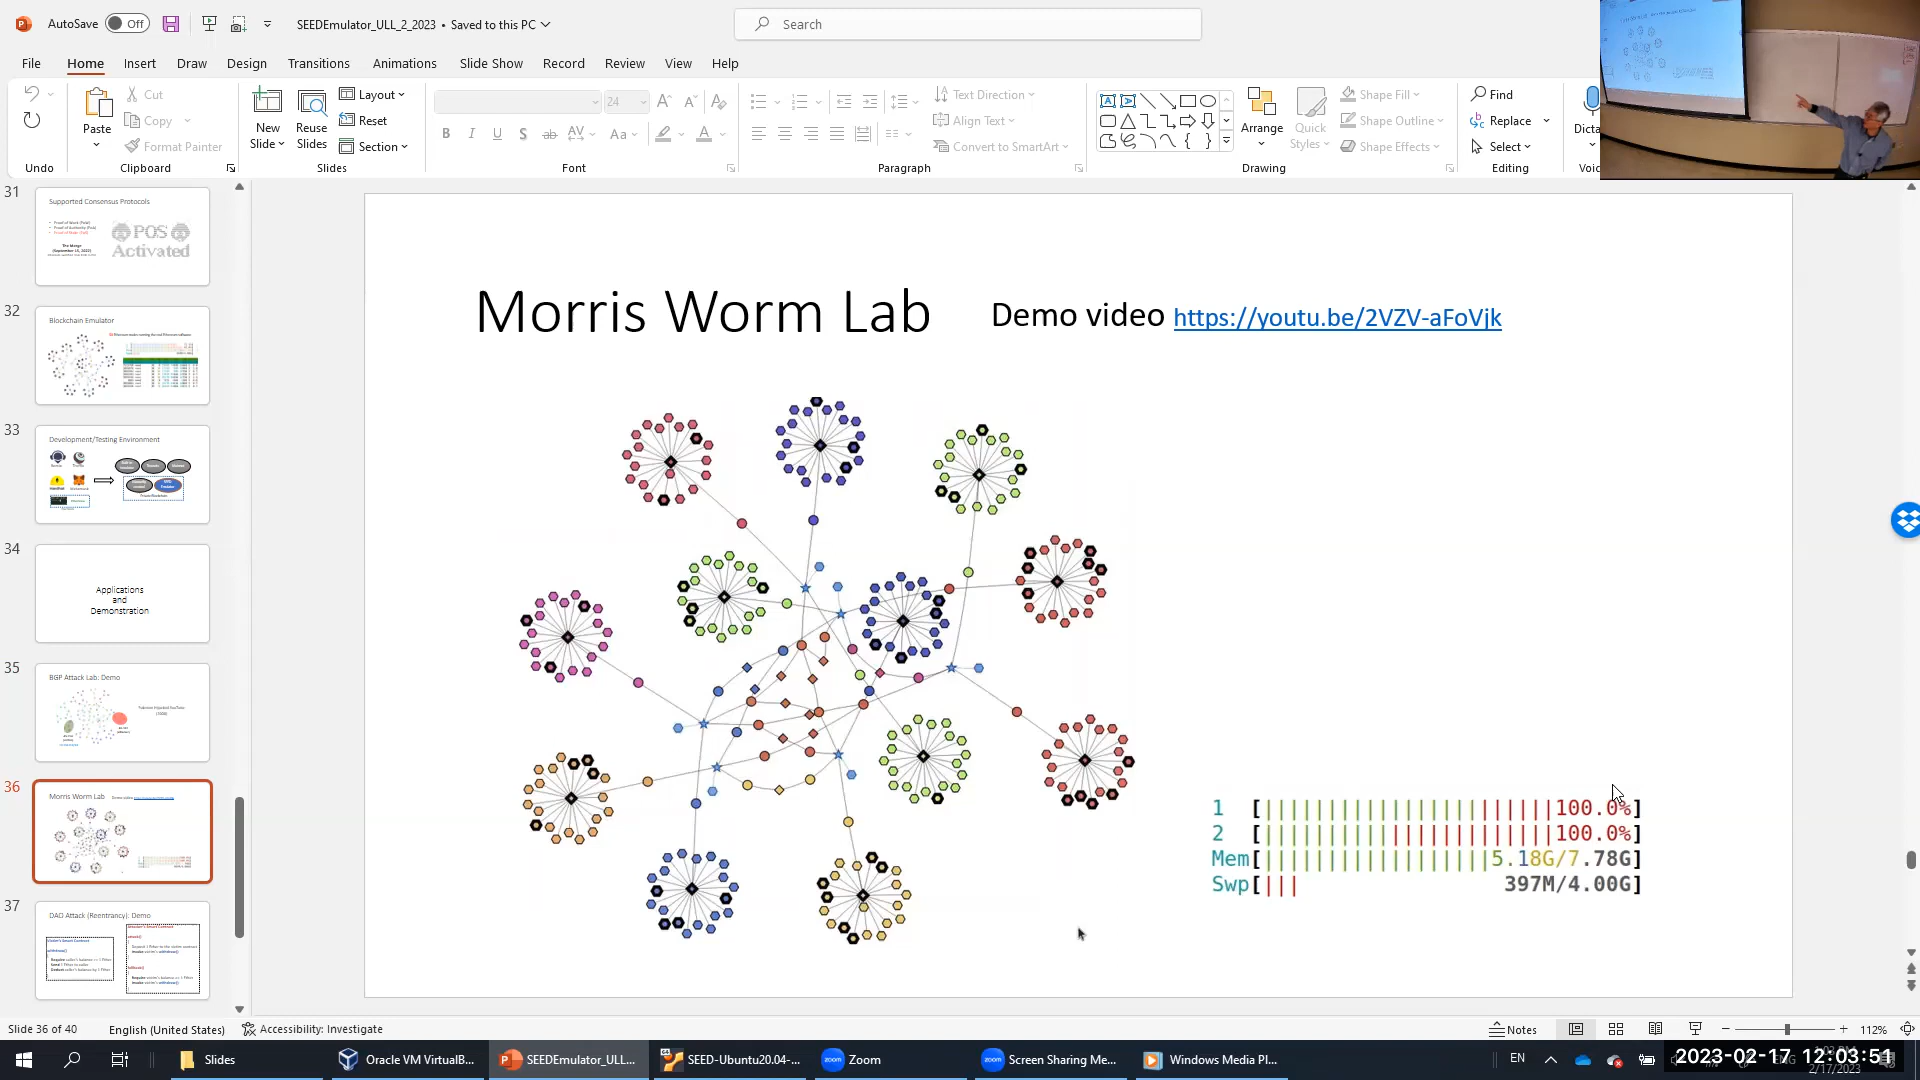 AutoSave Off
SEEDEmulator_ULL_2_2023 • Saved to this PC
Search
File Home Insert Draw Design Transitions Animations Slide Show Record Review View Help
Undo
Paste
Cut
Copy
Format Painter
Clipboard
New Slide
Reuse Slides
Layout
Reset
Section
Slides
24
Font
Text Direction
Align Text
Convert to SmartArt
Paragraph
Arrange
Quick Styles
Shape Fill
Shape Outline
Shape Effects
Drawing
Find
Replace
Select
Editing
Dicta
Voic
31
Supported Consensus Protocols
POS
Activated
32
Blockchain Emulator
33
Development/Testing Environment
34
Applications
and
Demonstration
35
BGP Attack Lab: Demo
36
Morris Worm Lab
37
DAO Attack (Reentrancy): Demo
Morris Worm Lab
Demo video https://youtu.be/2VZV-aFoVjk
1 [||||||||||||||||||||||||100.0%]
2 [||||||||||||||||||||||||100.0%]
Mem[||||||||||||||||||5.18G/7.78G]
Swp[||| 397M/4.00G]
Slide 36 of 40
English (United States)
Accessibility: Investigate
Notes
112%
Slides
Oracle VM VirtualB...
SEEDEmulator_ULL...
SEED-Ubuntu20.04-...
Zoom
Screen Sharing Me...
Windows Media Pl...
EN
2023-02-17, 12:03:51
2/17/2023